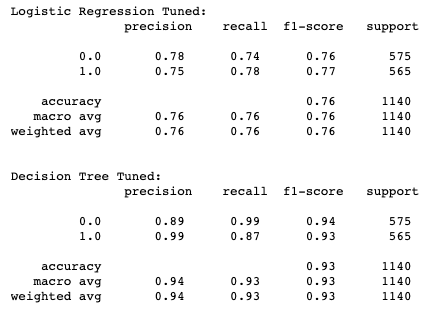 Logistic Regression Tuned:
precision recall f1-score support
0.0 0.78 0.74 0.76 575
1.0 0.75 0.78 0.77 565
accuracy 0.76 1140
macro avg 0.76 0.76 0.76 1140
weighted avg 0.76 0.76 0.76 1140
Decision Tree Tuned:
precision recall f1-score support
0.0 0.89 0.99 0.94 575
1.0 0.99 0.87 0.93 565
accuracy 0.93 1140
macro avg 0.94 0.93 0.93 1140
weighted avg 0.94 0.93 0.93 1140